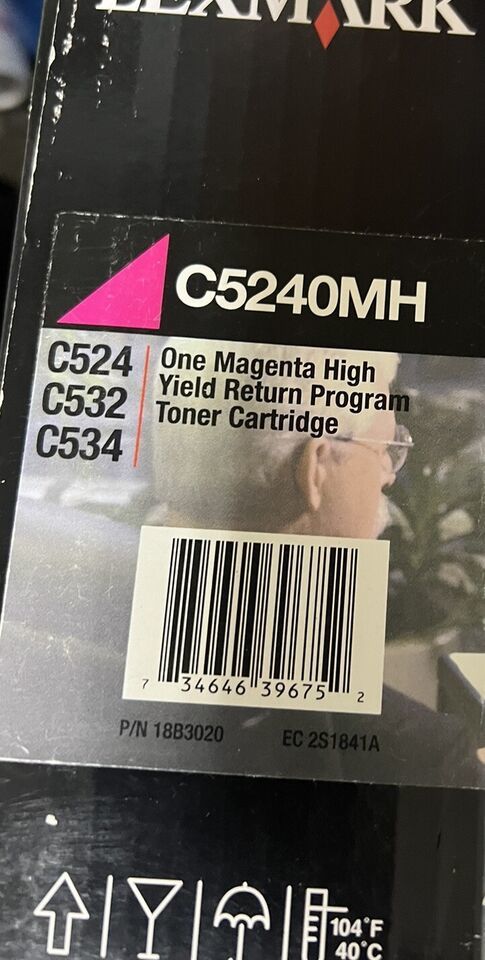 LEXMARK
C5240MH
C524
C532
C534
One Magenta High
Yield Return Program
Toner Cartridge
7 34646 39675 2
P/N 18B3020 EC 2S1841A
104°F
40°C